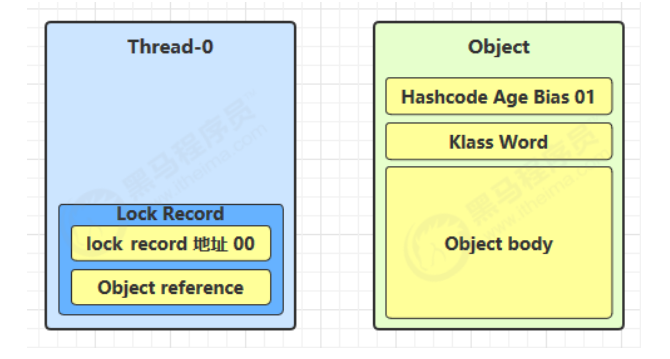 Thread-0
Lock Record
lock record 地址 00
Object reference
Object
Hashcode Age Bias 01
Klass Word
Object body
黑马程序员
www.itheima.com
黑马程序员
www.itheima.com